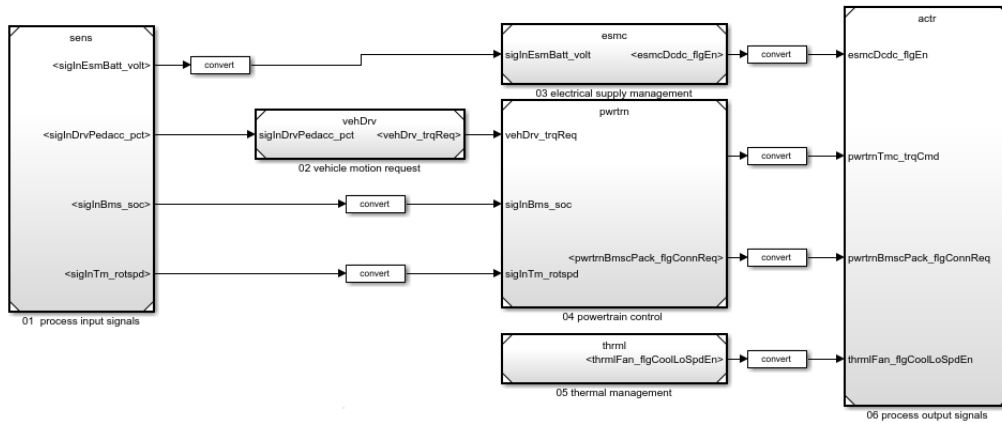 sens
<sigInEsmBatt_volt>
<sigInDrvPedacc_pct>
<sigInBms_soc>
<sigInTm_rotspd>
01 process input signals
convert
convert
convert
vehDrv
sigInDrvPedacc_pct <vehDrv_trqReq>
02 vehicle motion request
esmc
sigInEsmBatt_volt <esmcDcdc_flgEn>
03 electrical supply management
pwrtrn
vehDrv_trqReq
sigInBms_soc
<pwrtrnBmscPack_flgConnReq>
sigInTm_rotspd
04 powertrain control
thrml
<thrmlFan_flgCoolLoSpdEn>
05 thermal management
convert
convert
convert
convert
actr
esmcDcdc_flgEn
pwrtrnTmc_trqCmd
pwrtrnBmscPack_flgConnReq
thrmlFan_flgCoolLoSpdEn
06 process output signals